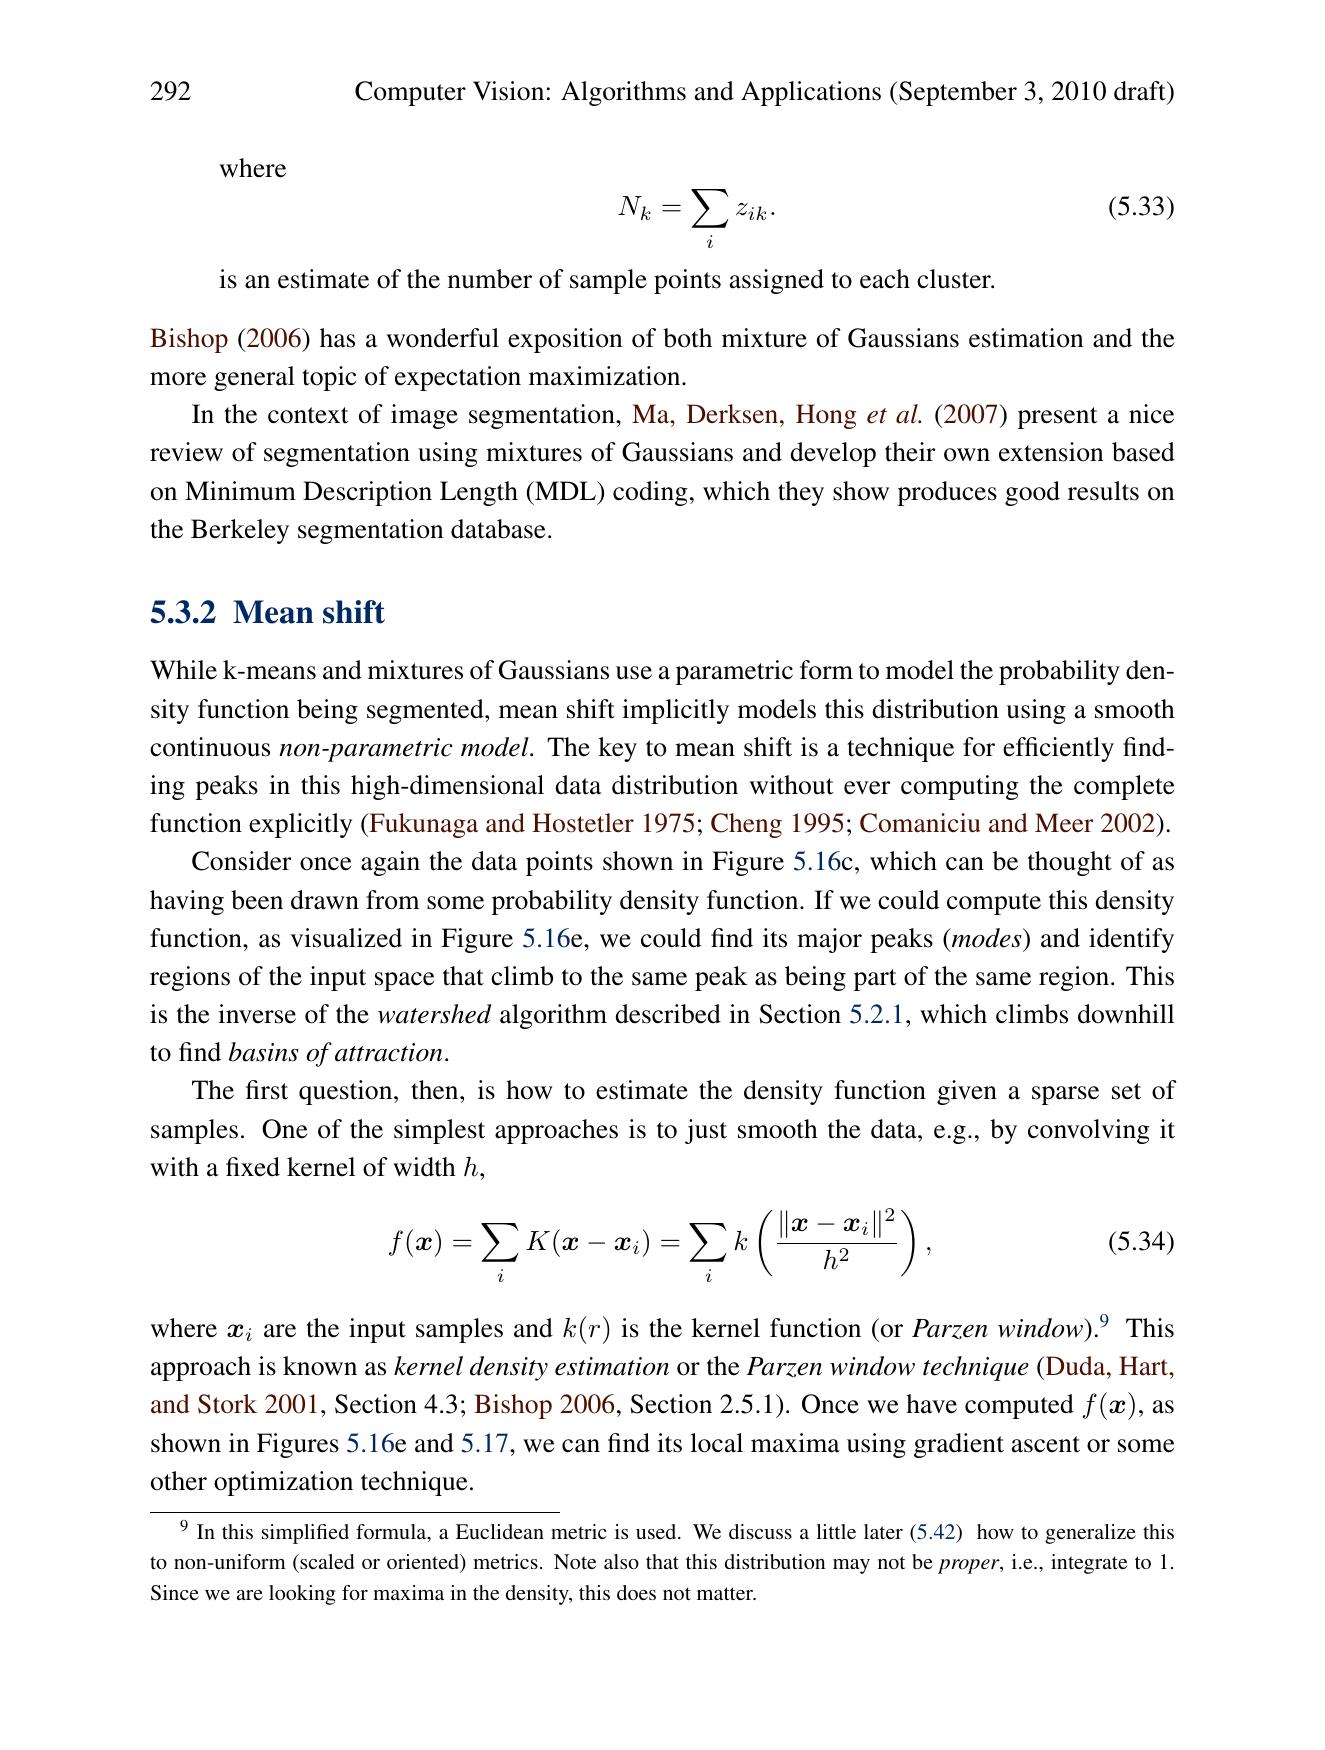 292 Computer Vision: Algorithms and Applications (September 3, 2010 draft)
where
N_k = ∑_i z_{ik}. (5.33)
is an estimate of the number of sample points assigned to each cluster.
Bishop (2006) has a wonderful exposition of both mixture of Gaussians estimation and the
more general topic of expectation maximization.
In the context of image segmentation, Ma, Derksen, Hong et al. (2007) present a nice
review of segmentation using mixtures of Gaussians and develop their own extension based
on Minimum Description Length (MDL) coding, which they show produces good results on
the Berkeley segmentation database.
5.3.2 Mean shift
While k-means and mixtures of Gaussians use a parametric form to model the probability den-
sity function being segmented, mean shift implicitly models this distribution using a smooth
continuous non-parametric model. The key to mean shift is a technique for efficiently find-
ing peaks in this high-dimensional data distribution without ever computing the complete
function explicitly (Fukunaga and Hostetler 1975; Cheng 1995; Comaniciu and Meer 2002).
Consider once again the data points shown in Figure 5.16c, which can be thought of as
having been drawn from some probability density function. If we could compute this density
function, as visualized in Figure 5.16e, we could find its major peaks (modes) and identify
regions of the input space that climb to the same peak as being part of the same region. This
is the inverse of the watershed algorithm described in Section 5.2.1, which climbs downhill
to find basins of attraction.
The first question, then, is how to estimate the density function given a sparse set of
samples. One of the simplest approaches is to just smooth the data, e.g., by convolving it
with a fixed kernel of width h,
f(x) = ∑_i K(x − x_i) = ∑_i k(‖x − x_i‖² / h²), (5.34)
where x_i are the input samples and k(r) is the kernel function (or Parzen window).⁹ This
approach is known as kernel density estimation or the Parzen window technique (Duda, Hart,
and Stork 2001, Section 4.3; Bishop 2006, Section 2.5.1). Once we have computed f(x), as
shown in Figures 5.16e and 5.17, we can find its local maxima using gradient ascent or some
other optimization technique.
⁹ In this simplified formula, a Euclidean metric is used. We discuss a little later (5.42) how to generalize this
to non-uniform (scaled or oriented) metrics. Note also that this distribution may not be proper, i.e., integrate to 1.
Since we are looking for maxima in the density, this does not matter.